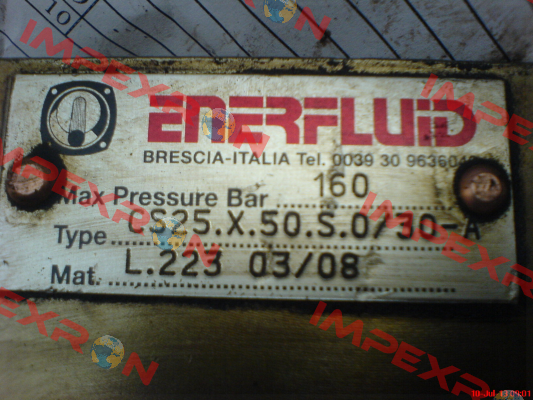 10
ENERFLUID
BRESCIA-ITALIA Tel. 0039 30
Max Pressure Bar 160
Type CS25.X.50.S.0/30-A
Mat. L.223 03/08
IMPEXRON
IMPEXRON
IMPEXRON
IMPEXRON
IMPEXRON